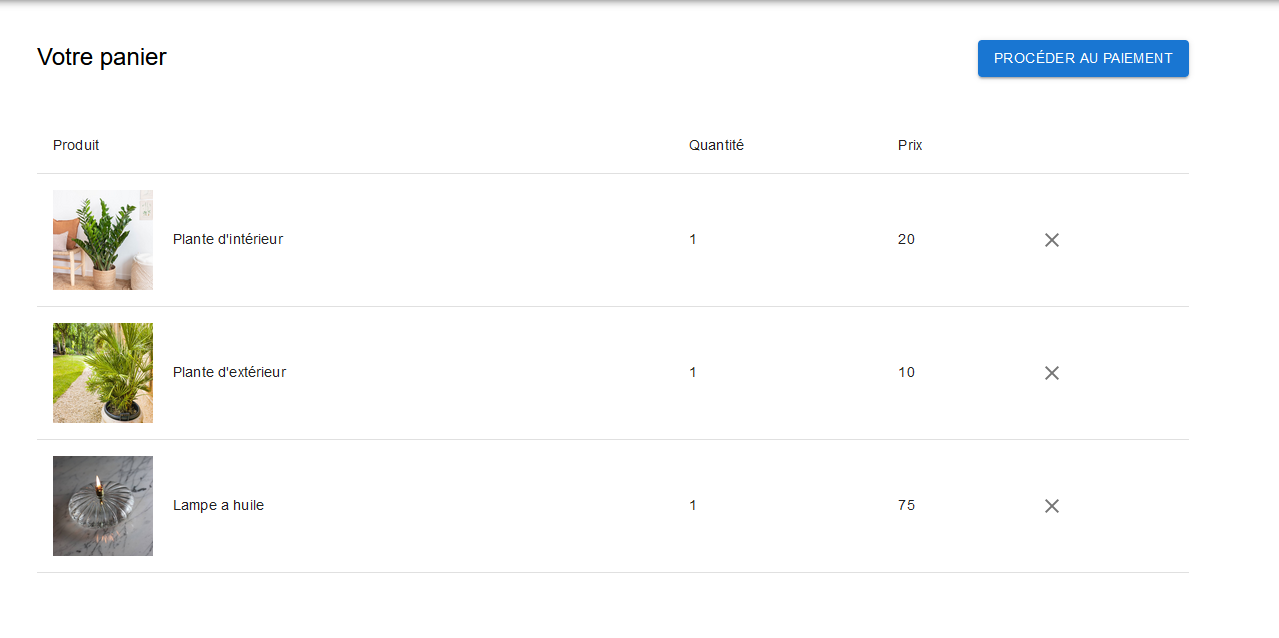 Votre panier
PROCÉDER AU PAIEMENT
Produit Quantité Prix
Plante d'intérieur 1 20
Plante d'extérieur 1 10
Lampe a huile 1 75